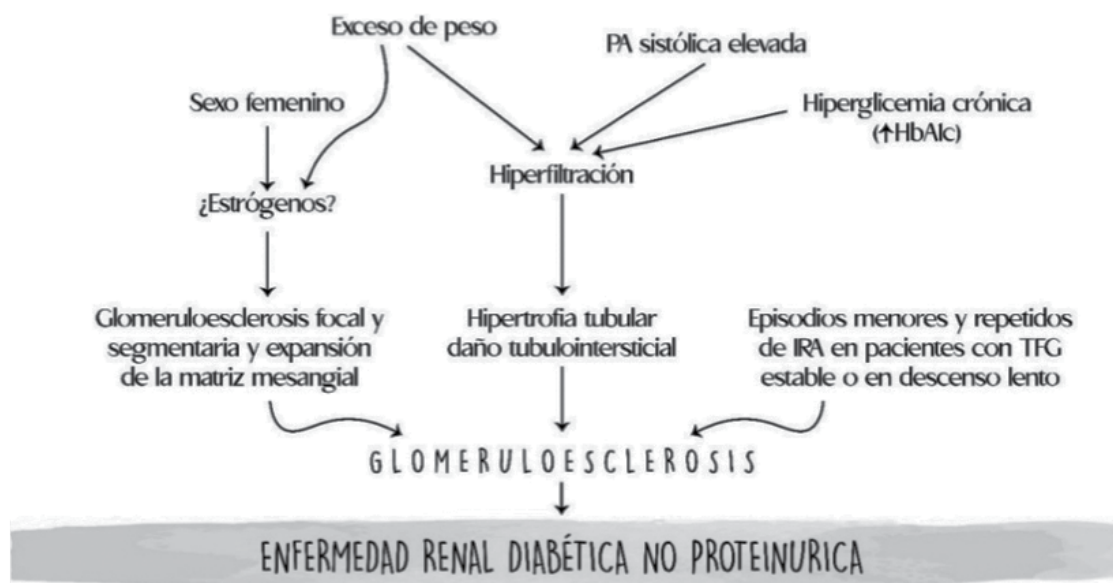 Exceso de peso
PA sistólica elevada
Sexo femenino
Hiperglicemia crónica
(↑HbA1c)
Hiperfiltración
¿Estrógenos?
Glomeruloesclerosis focal y
segmentaria y expansión
de la matriz mesangial
Hipertrofia tubular
daño tubulointersticial
Episodios menores y repetidos
de IRA en pacientes con TFG
estable o en descenso lento
GLOMERULOESCLEROSIS
ENFERMEDAD RENAL DIABÉTICA NO PROTEINURICA